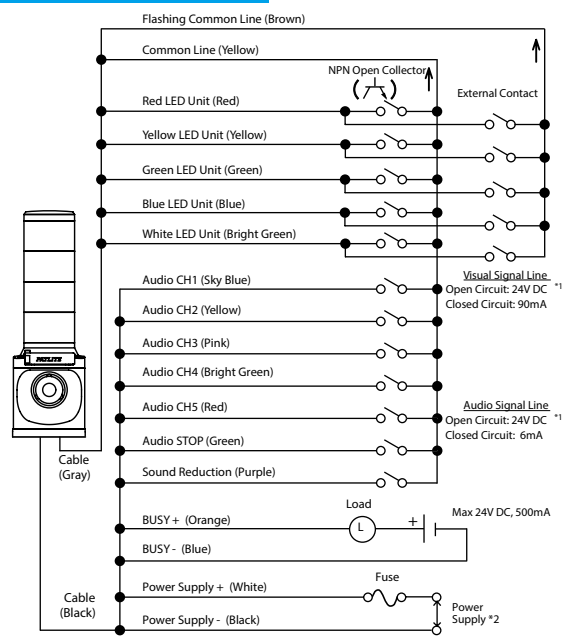 Flashing Common Line (Brown)
Common Line (Yellow)
NPN Open Collector
External Contact
Red LED Unit (Red)
Yellow LED Unit (Yellow)
Green LED Unit (Green)
Blue LED Unit (Blue)
White LED Unit (Bright Green)
Visual Signal Line
Open Circuit: 24V DC *1
Closed Circuit: 90mA
Audio CH1 (Sky Blue)
Audio CH2 (Yellow)
Audio CH3 (Pink)
Audio CH4 (Bright Green)
Audio CH5 (Red)
Audio Signal Line
Open Circuit: 24V DC *1
Closed Circuit: 6mA
Audio STOP (Green)
Sound Reduction (Purple)
PATLITE
Cable
(Gray)
Load
L
+
Max 24V DC, 500mA
BUSY + (Orange)
BUSY - (Blue)
Fuse
Power Supply + (White)
Power Supply - (Black)
Power
Supply *2
Cable
(Black)